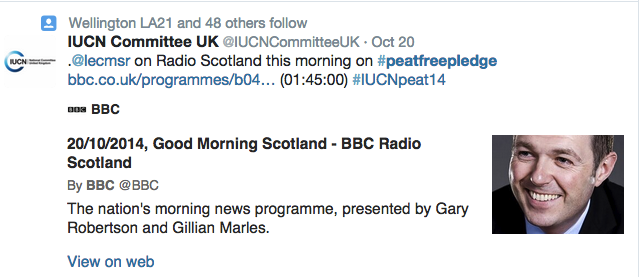 Wellington LA21 and 48 others follow
IUCN Committee UK @IUCNCommitteeUK · Oct 20
.@lecmsr on Radio Scotland this morning on #peatfreepledge
bbc.co.uk/programmes/b04… (01:45:00) #IUCNpeat14
BBC BBC
20/10/2014, Good Morning Scotland - BBC Radio
Scotland
By BBC @BBC
The nation's morning news programme, presented by Gary
Robertson and Gillian Marles.
View on web
IUCN